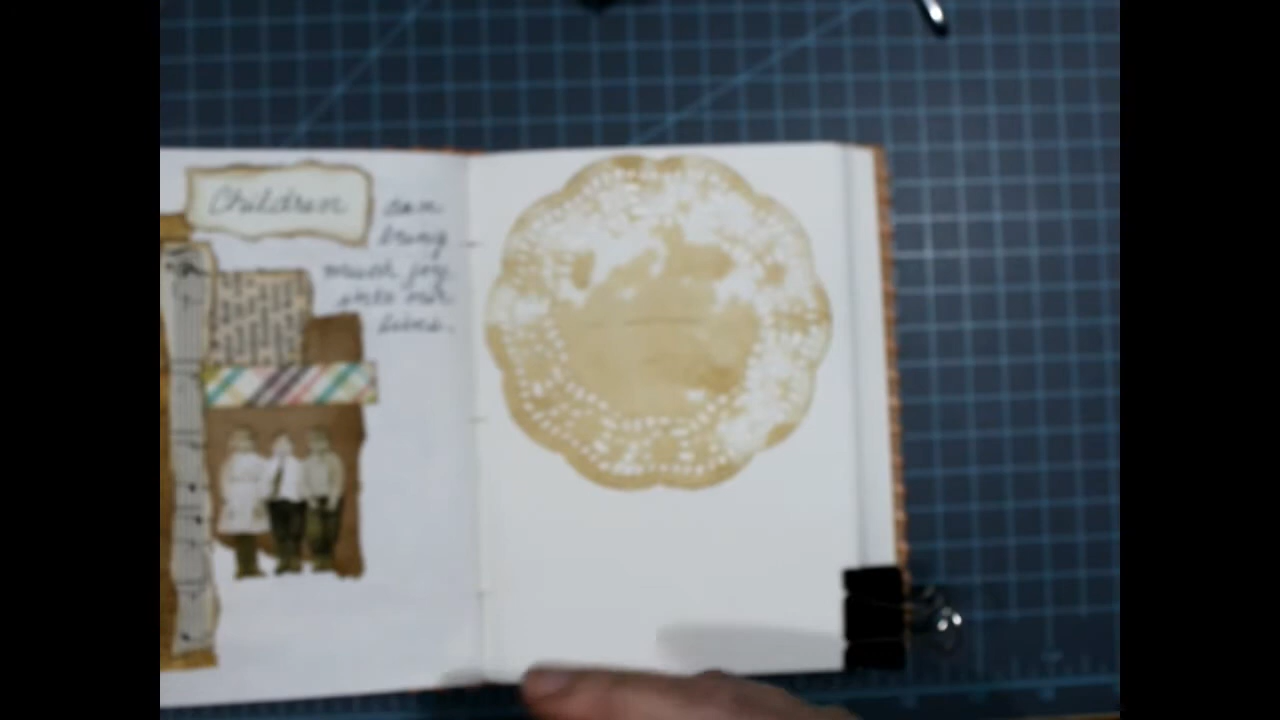 Children can
bring
much joy
into our
lives.